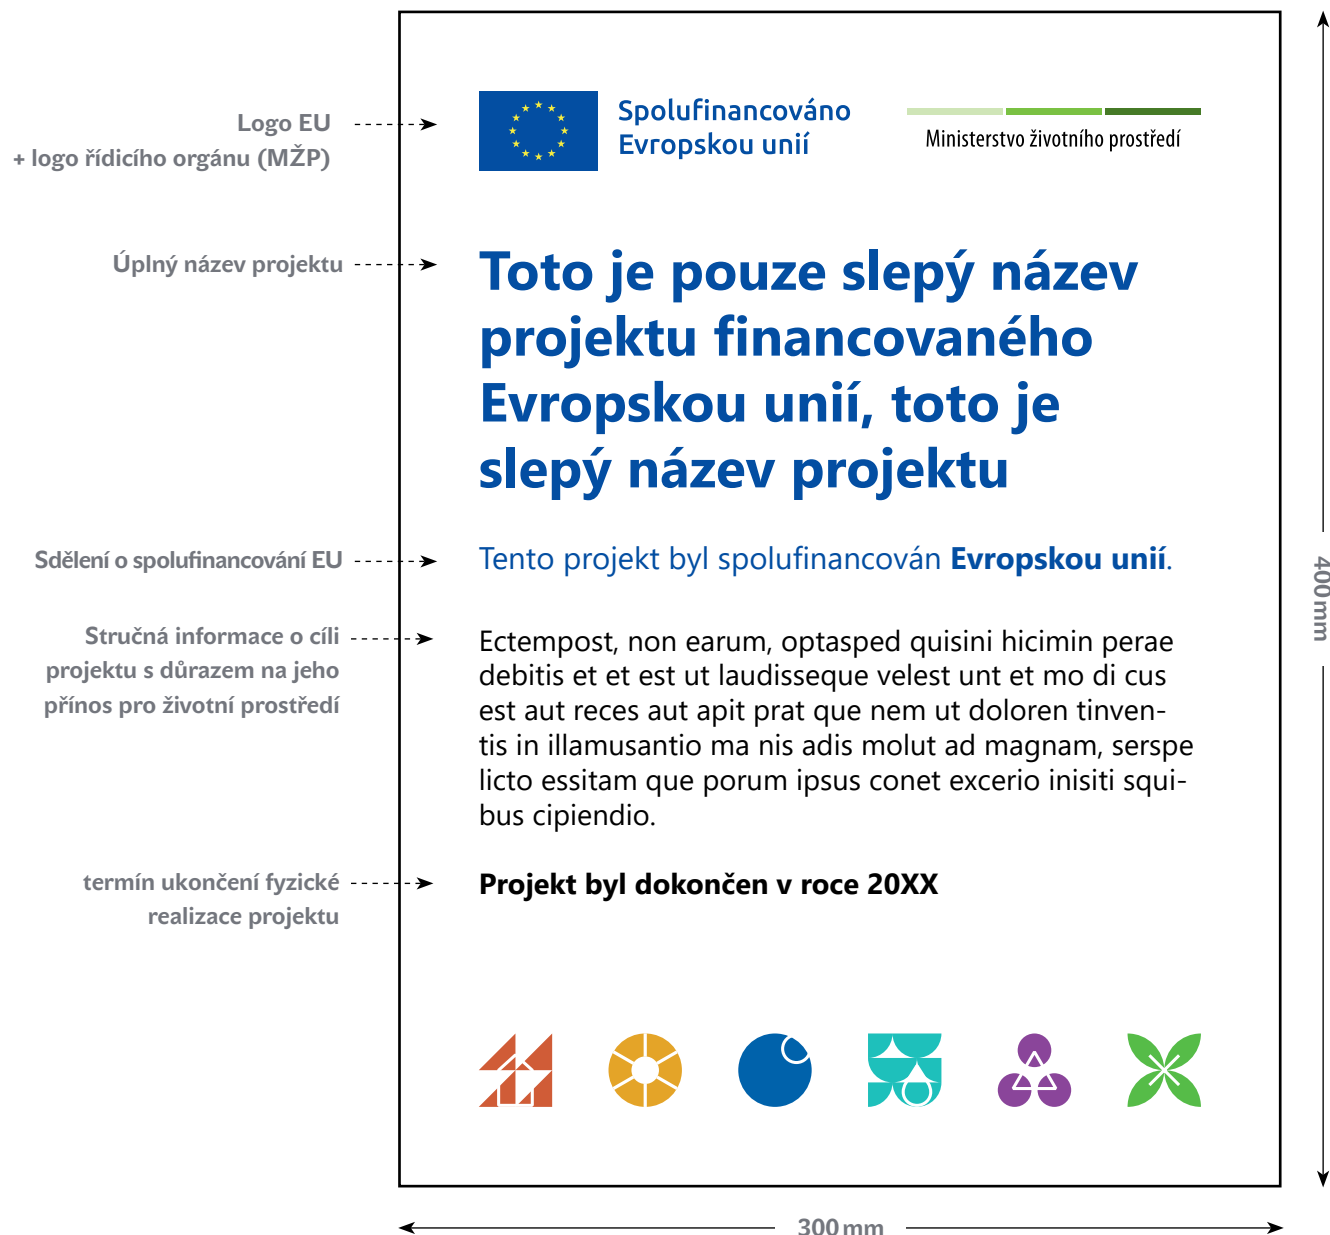 Logo EU
+ logo řídicího orgánu (MŽP)
Spolufinancováno
Evropskou unií
Ministerstvo životního prostředí
Úplný název projektu
Toto je pouze slepý název
projektu financovaného
Evropskou unií, toto je
slepý název projektu
Sdělení o spolufinancování EU
Tento projekt byl spolufinancován Evropskou unií.
Stručná informace o cíli
projektu s důrazem na jeho
přínos pro životní prostředí
Ectempost, non earum, optasped quisini hicimin perae
debitis et et est ut laudisseque velest unt et mo di cus
est aut reces aut apit prat que nem ut doloren tinven-
tis in illamusantio ma nis adis molut ad magnam, serspe
licto essitam que porum ipsus conet excerio inisiti squi-
bus cipiendio.
termín ukončení fyzické
realizace projektu
Projekt byl dokončen v roce 20XX
400 mm
300 mm